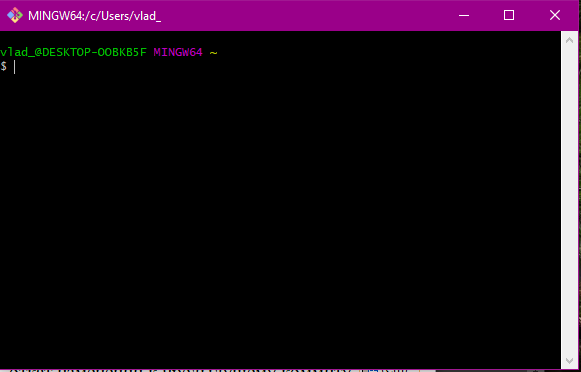 MINGW64:/c/Users/vlad_
vlad_@DESKTOP-OOBKB5F MINGW64 ~
$